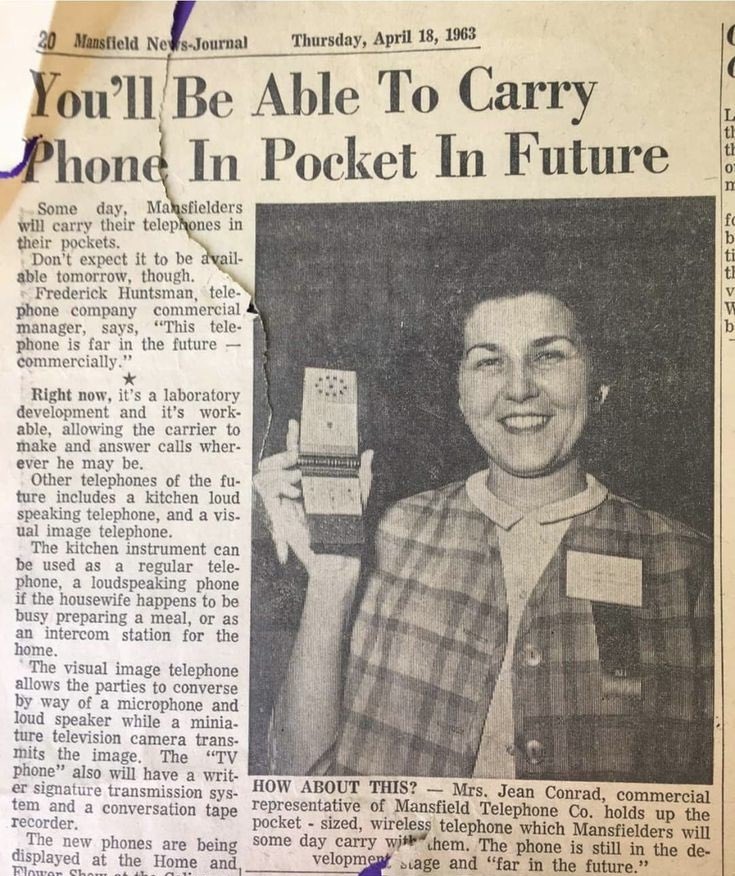 20 Mansfield News-Journal Thursday, April 18, 1963
You'll Be Able To Carry
Phone In Pocket In Future
Some day, Mansfielders
will carry their telephones in
their pockets.
Don't expect it to be avail-
able tomorrow, though.
Frederick Huntsman, tele-
phone company commercial
manager, says, "This tele-
phone is far in the future —
commercially."
★
Right now, it's a laboratory
development and it's work-
able, allowing the carrier to
make and answer calls wher-
ever he may be.
Other telephones of the fu-
ture includes a kitchen loud
speaking telephone, and a vis-
ual image telephone.
The kitchen instrument can
be used as a regular tele-
phone, a loudspeaking phone
if the housewife happens to be
busy preparing a meal, or as
an intercom station for the
home.
The visual image telephone
allows the parties to converse
by way of a microphone and
loud speaker while a minia-
ture television camera trans-
mits the image. The "TV
phone" also will have a writ-
er signature transmission sys-
tem and a conversation tape
recorder.
The new phones are being
displayed at the Home and
Flower Show at the
HOW ABOUT THIS? — Mrs. Jean Conrad, commercial
representative of Mansfield Telephone Co. holds up the
pocket - sized, wireless telephone which Mansfielders will
some day carry with them. The phone is still in the de-
velopment stage and "far in the future."